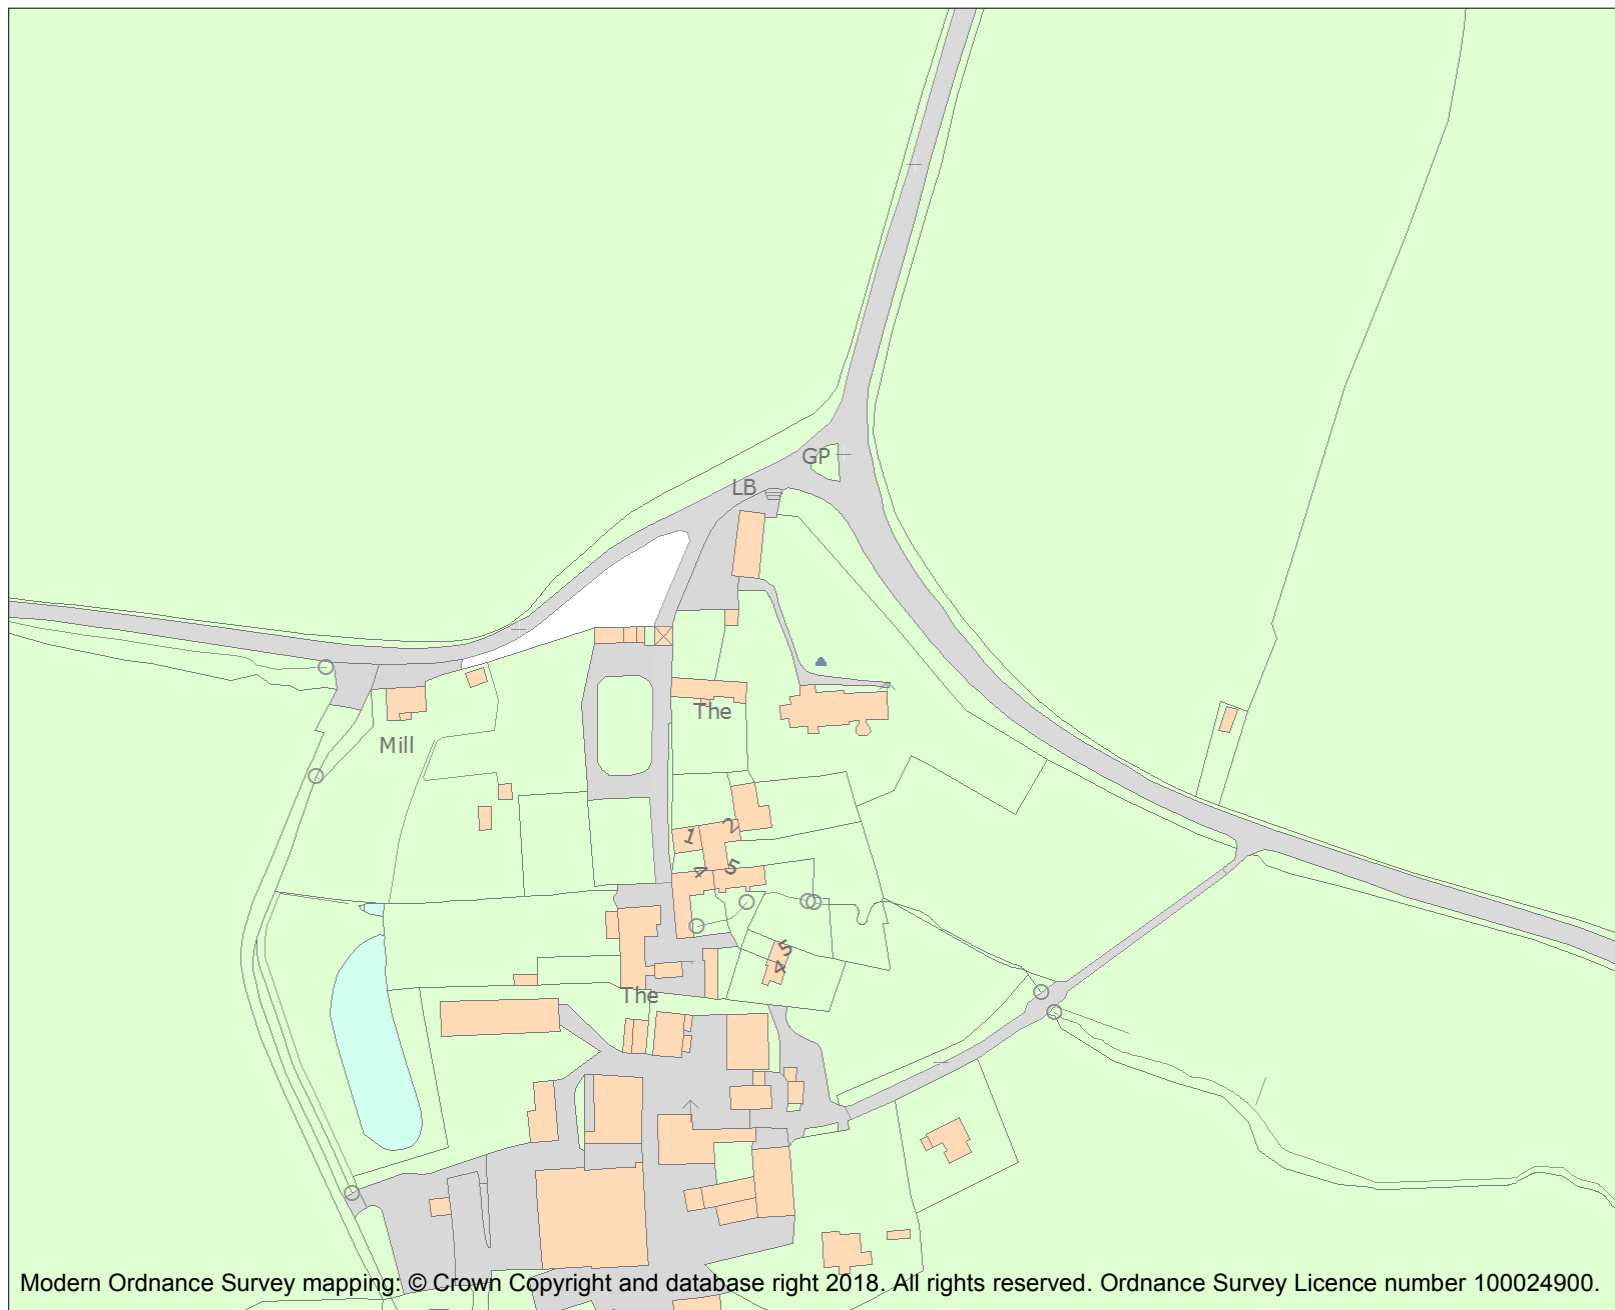 GP
LB
The
Mill
1
2
4
5
5
4
The
Modern Ordnance Survey mapping: © Crown Copyright and database right 2018. All rights reserved. Ordnance Survey Licence number 100024900.